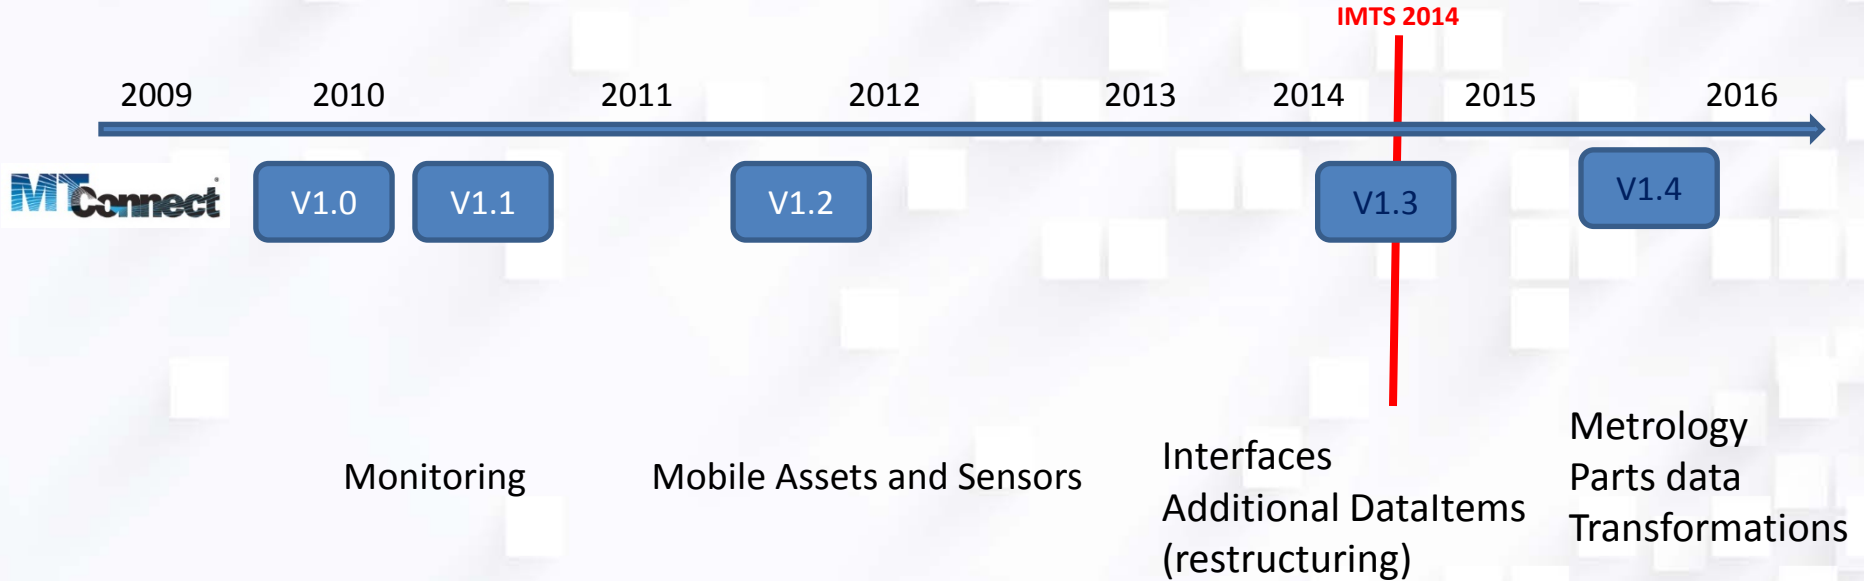 IMTS 2014
2009 2010 2011 2012 2013 2014 2015 2016
MTConnect V1.0 V1.1 V1.2 V1.3 V1.4
Monitoring
Mobile Assets and Sensors
Interfaces
Additional DataItems
(restructuring)
Metrology
Parts data
Transformations